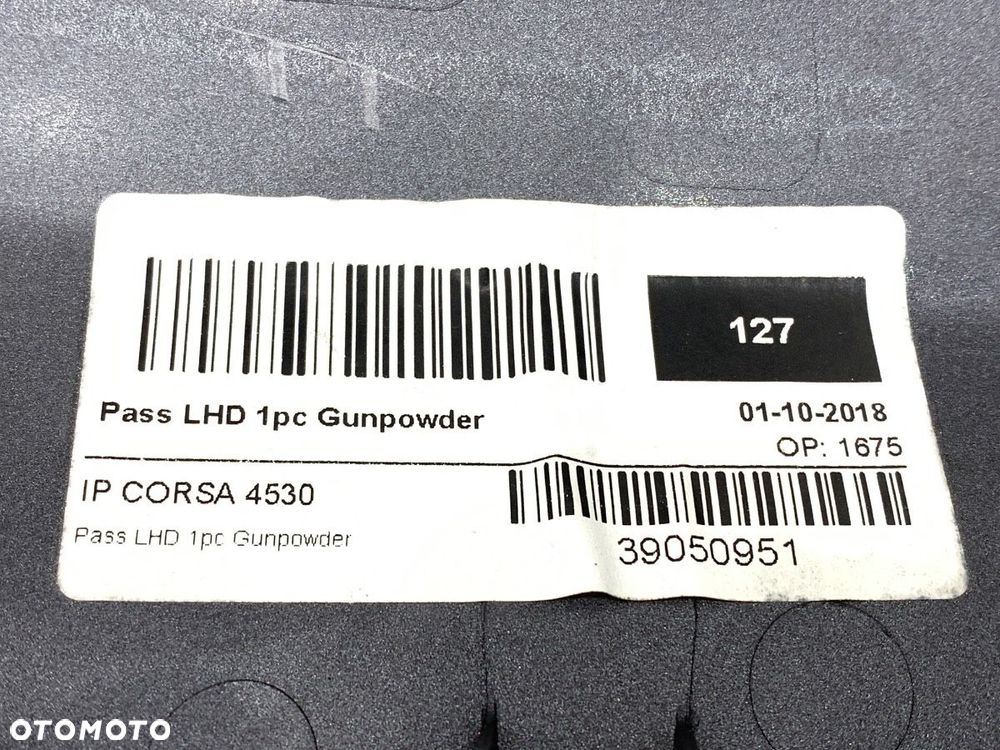 127
Pass LHD 1pc Gunpowder
01-10-2018
OP: 1675
IP CORSA 4530
Pass LHD 1pc Gunpowder
39050951
OTOMOTO